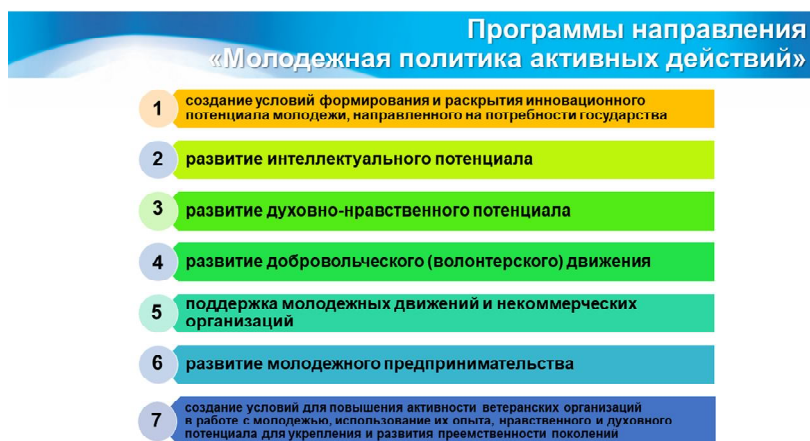 Программы направления
«Молодежная политика активных действий»
1
создание условий формирования и раскрытия инновационного
потенциала молодежи, направленного на потребности государства
2
развитие интеллектуального потенциала
3
развитие духовно-нравственного потенциала
4
развитие добровольческого (волонтерского) движения
5
поддержка молодежных движений и некоммерческих
организаций
6
развитие молодежного предпринимательства
7
создание условий для повышения активности ветеранских организаций
в работе с молодежью, использование их опыта, нравственного и духовного
потенциала для укрепления и развития преемственности поколений